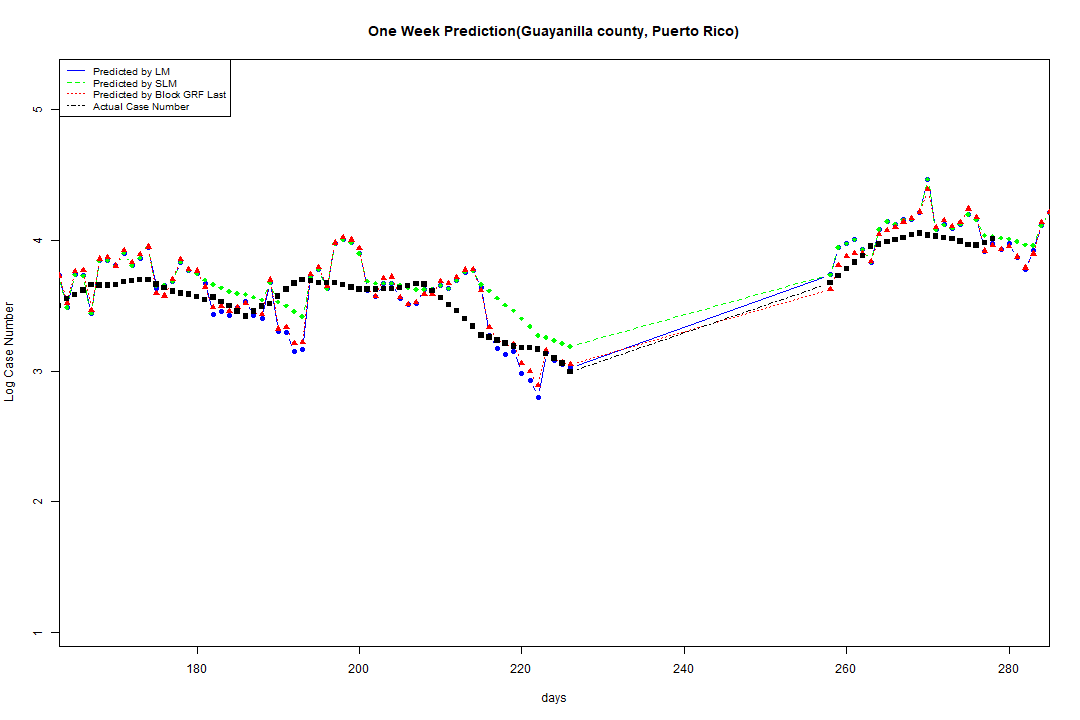 One Week Prediction(Guayanilla county, Puerto Rico)
Predicted by LM
Predicted by SLM
Predicted by Block GRF Last
Actual Case Number
5
4
3
2
1
Log Case Number
180 200 220 240 260 280
days